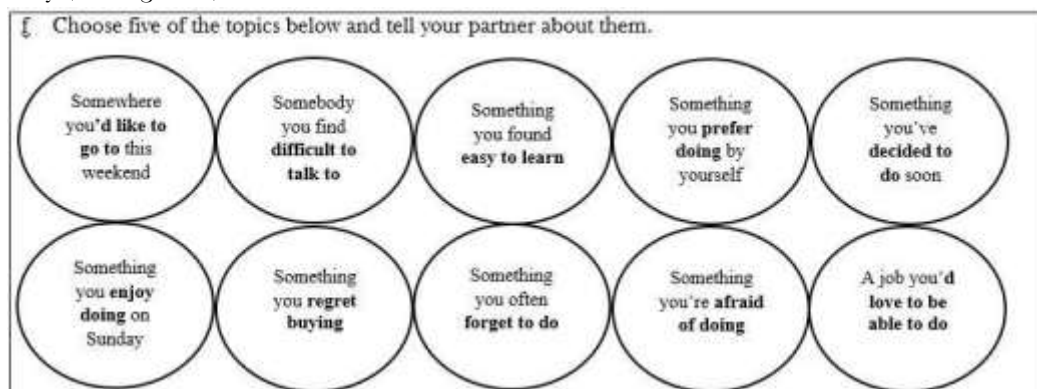 f Choose five of the topics below and tell your partner about them.
Somewhere
you'd like to
go to this
weekend
Somebody
you find
difficult to
talk to
Something
you found
easy to learn
Something
you prefer
doing by
yourself
Something
you've
decided to
do soon
Something
you enjoy
doing on
Sunday
Something
you regret
buying
Something
you often
forget to do
Something
you're afraid
of doing
A job you'd
love to be
able to do